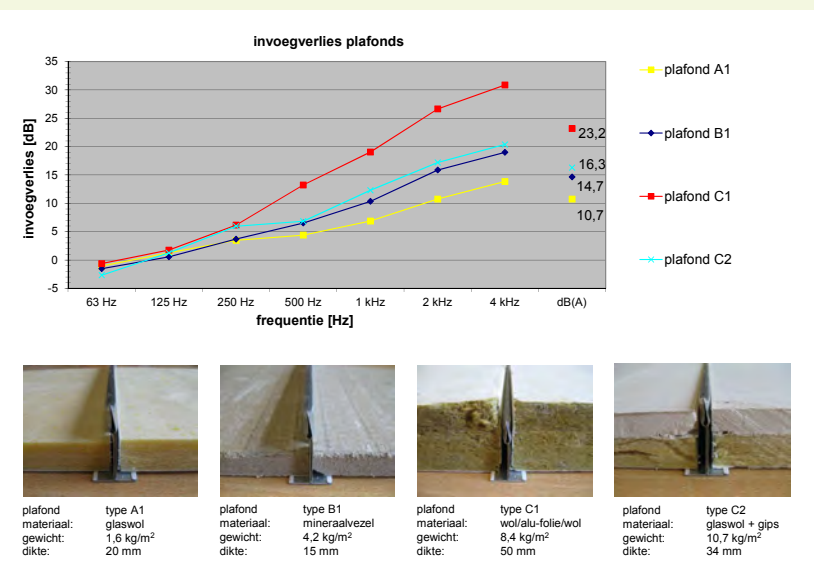 invoegverlies plafonds
35
30
25
20
15
10
5
0
-5
invoegverlies [dB]
63 Hz 125 Hz 250 Hz 500 Hz 1 kHz 2 kHz 4 kHz dB(A)
frequentie [Hz]
23,2
16,3
14,7
10,7
plafond A1
plafond B1
plafond C1
plafond C2
plafond type A1
materiaal: glaswol
gewicht: 1,6 kg/m²
dikte: 20 mm
plafond type B1
materiaal: mineraalvezel
gewicht: 4,2 kg/m²
dikte: 15 mm
plafond type C1
materiaal: wol/alu-folie/wol
gewicht: 8,4 kg/m²
dikte: 50 mm
plafond type C2
materiaal: glaswol + gips
gewicht: 10,7 kg/m²
dikte: 34 mm